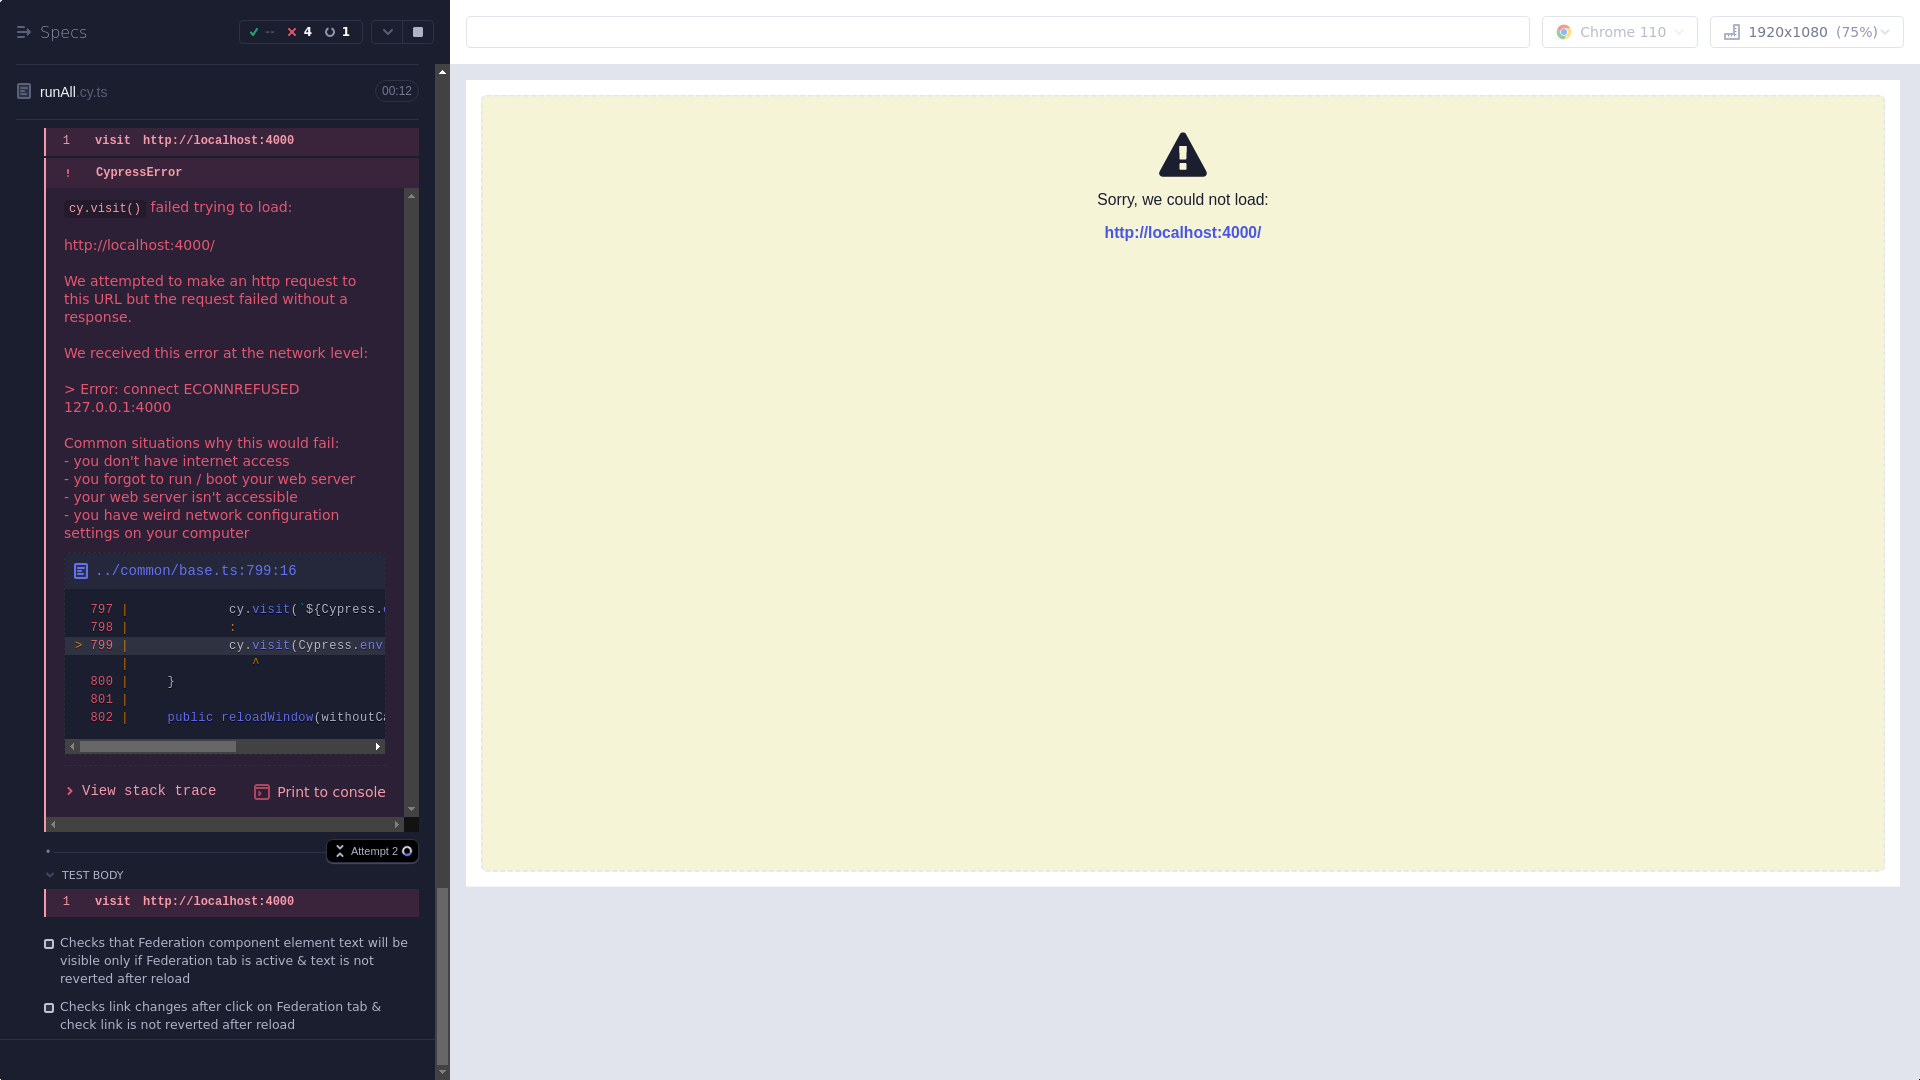 Specs
-- 4 1
Chrome 110
1920x1080 (75%)
runAll.cy.ts
00:12
1 visit http://localhost:4000
! CypressError
cy.visit() failed trying to load:
http://localhost:4000/
We attempted to make an http request to
this URL but the request failed without a
response.
We received this error at the network level:
> Error: connect ECONNREFUSED
127.0.0.1:4000
Common situations why this would fail:
- you don't have internet access
- you forgot to run / boot your web server
- your web server isn't accessible
- you have weird network configuration
settings on your computer
../common/base.ts:799:16
797 | cy.visit(`${Cypress.
798 | :
> 799 | cy.visit(Cypress.env
| ^
800 | }
801 |
802 | public reloadWindow(withoutCa
View stack trace
Print to console
Attempt 2
TEST BODY
1 visit http://localhost:4000
Checks that Federation component element text will be
visible only if Federation tab is active & text is not
reverted after reload
Checks link changes after click on Federation tab &
check link is not reverted after reload
Sorry, we could not load:
http://localhost:4000/